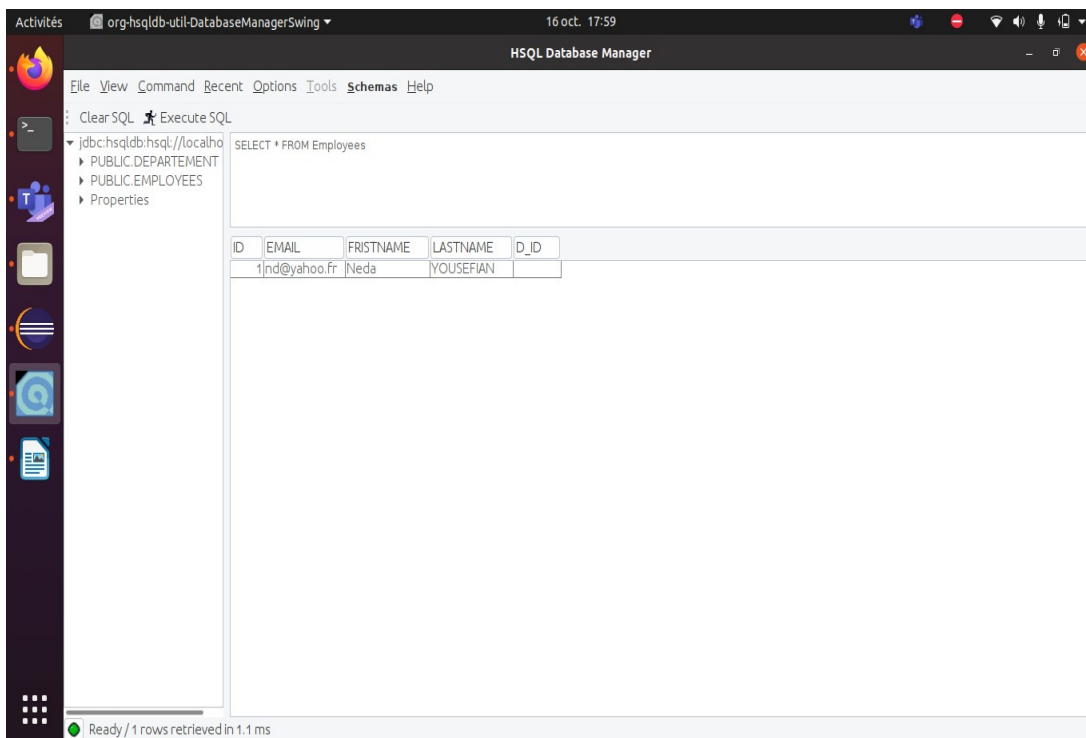 Activités org-hsqldb-util-DatabaseManagerSwing 16 oct. 17:59
HSQL Database Manager
File View Command Recent Options Tools Schemas Help
Clear SQL Execute SQL
jdbc:hsqldb:hsql://localho
PUBLIC.DEPARTEMENT
PUBLIC.EMPLOYEES
Properties
SELECT * FROM Employees
ID EMAIL FRISTNAME LASTNAME D_ID
1 nd@yahoo.fr Neda YOUSEFIAN
Ready / 1 rows retrieved in 1.1 ms